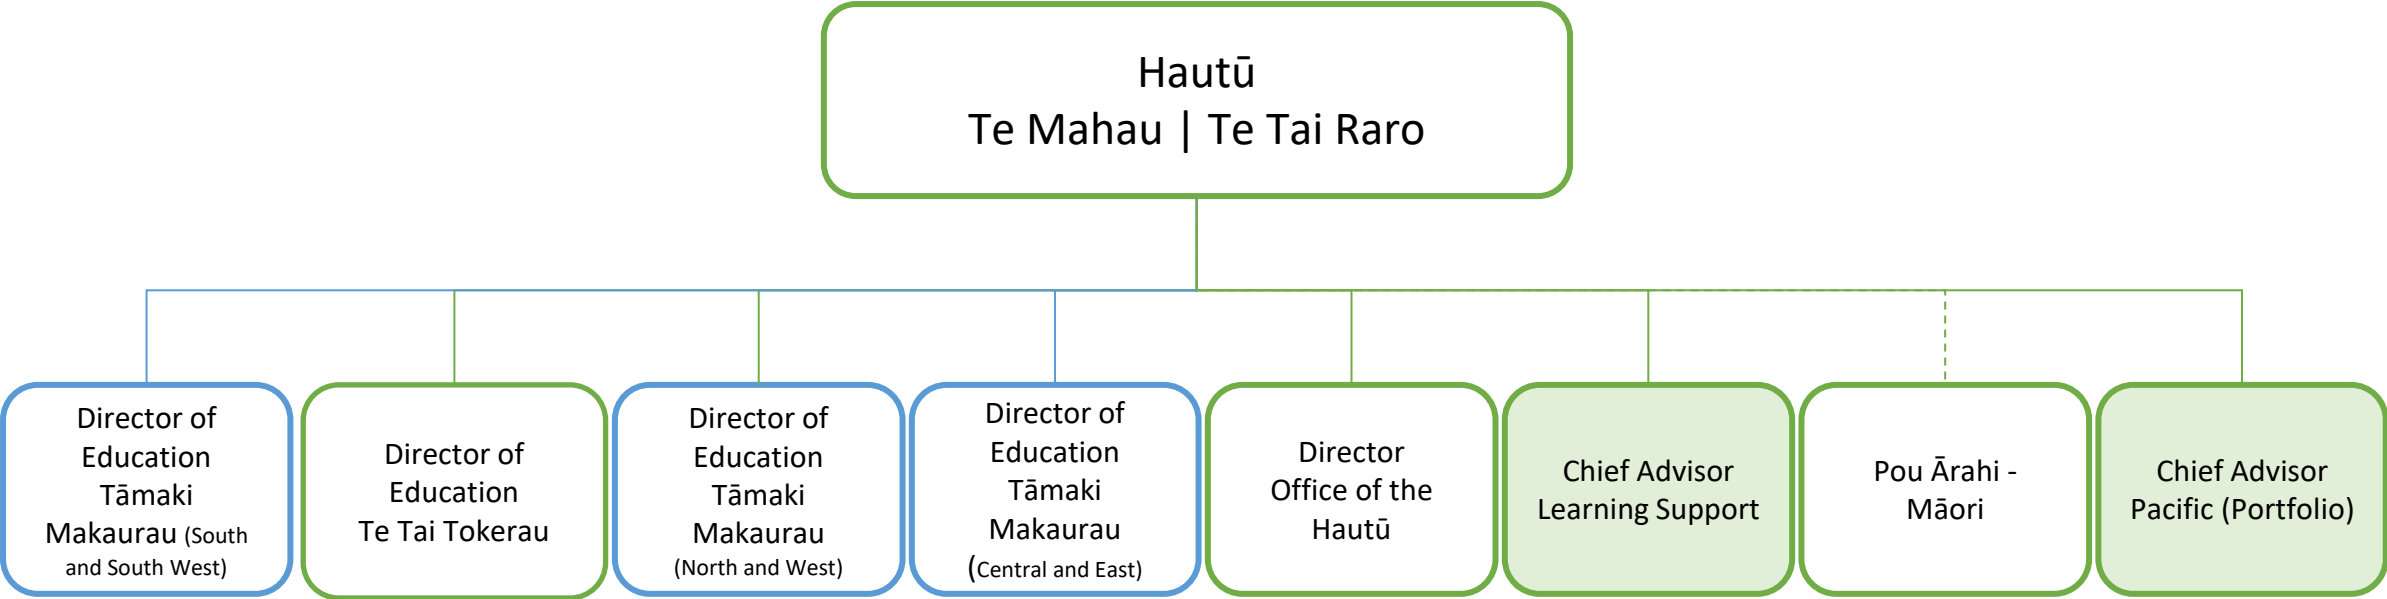 Hautū
Te Mahau | Te Tai Raro
Director of
Education
Tāmaki
Makaurau (South
and South West)
Director of
Education
Te Tai Tokerau
Director of
Education
Tāmaki
Makaurau
(North and West)
Director of
Education
Tāmaki
Makaurau
(Central and East)
Director
Office of the
Hautū
Chief Advisor
Learning Support
Pou Ārahi -
Māori
Chief Advisor
Pacific (Portfolio)